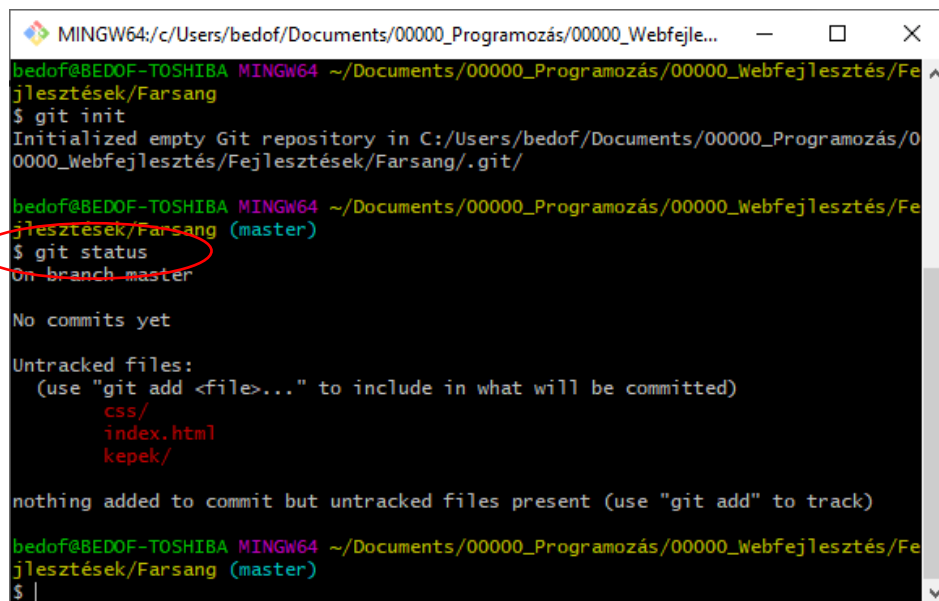 MINGW64:/c/Users/bedof/Documents/00000_Programozás/00000_Webfejle...
bedof@BEDOF-TOSHIBA MINGW64 ~/Documents/00000_Programozás/00000_Webfejlesztés/Fe
jlesztések/Farsang
$ git init
Initialized empty Git repository in C:/Users/bedof/Documents/00000_Programozás/0
0000_Webfejlesztés/Fejlesztések/Farsang/.git/
bedof@BEDOF-TOSHIBA MINGW64 ~/Documents/00000_Programozás/00000_Webfejlesztés/Fe
jlesztések/Farsang (master)
$ git status
On branch master
No commits yet
Untracked files:
(use "git add <file>..." to include in what will be committed)
css/
index.html
kepek/
nothing added to commit but untracked files present (use "git add" to track)
bedof@BEDOF-TOSHIBA MINGW64 ~/Documents/00000_Programozás/00000_Webfejlesztés/Fe
jlesztések/Farsang (master)
$